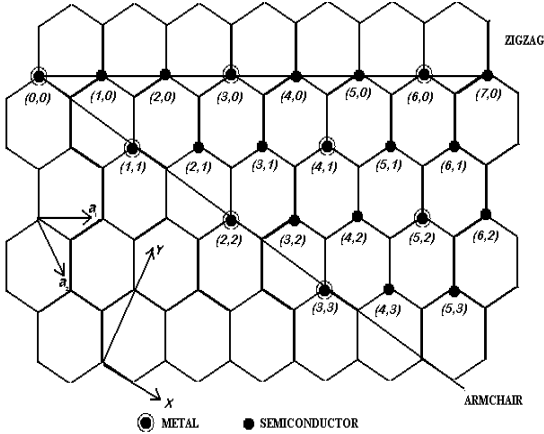 ZIGZAG
(0,0) (1,0) (2,0) (3,0) (4,0) (5,0) (6,0) (7,0)
(1,1) (2,1) (3,1) (4,1) (5,1) (6,1)
a₁
(2,2) (3,2) (4,2) (5,2) (6,2)
Y
a₂
(3,3) (4,3) (5,3)
X
ARMCHAIR
METAL SEMICONDUCTOR